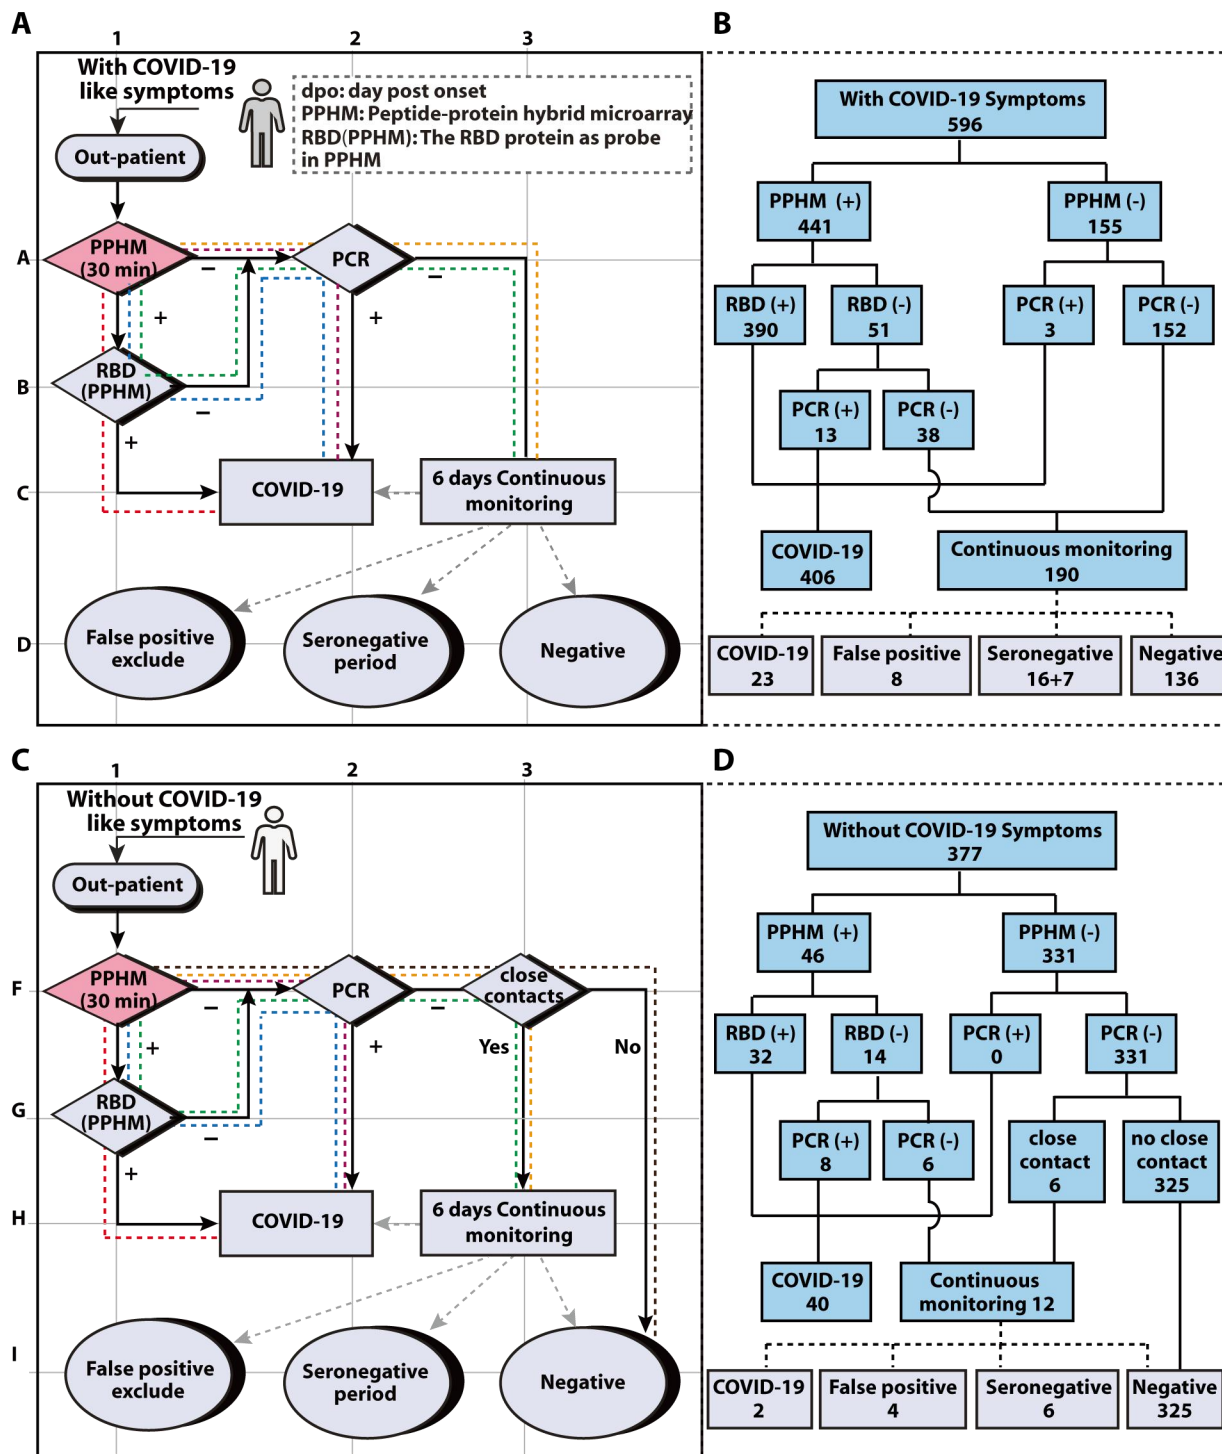 A
1
2
3
With COVID-19
like symptoms
dpo: day post onset
PPHM: Peptide-protein hybrid microarray
RBD(PPHM): The RBD protein as probe
in PPHM
Out-patient
A
PPHM
(30 min)
−
PCR
−
+
+
B
RBD
(PPHM)
−
+
C
COVID-19
6 days Continuous
monitoring
D
False positive
exclude
Seronegative
period
Negative
B
With COVID-19 Symptoms
596
PPHM (+)
441
PPHM (-)
155
RBD (+)
390
RBD (-)
51
PCR (+)
3
PCR (-)
152
PCR (+)
13
PCR (-)
38
COVID-19
406
Continuous monitoring
190
COVID-19
23
False positive
8
Seronegative
16+7
Negative
136
C
1
2
3
Without COVID-19
like symptoms
Out-patient
F
PPHM
(30 min)
−
PCR
−
close
contacts
+
+
Yes
No
G
RBD
(PPHM)
−
+
H
COVID-19
6 days Continuous
monitoring
I
False positive
exclude
Seronegative
period
Negative
D
Without COVID-19 Symptoms
377
PPHM (+)
46
PPHM (-)
331
RBD (+)
32
RBD (-)
14
PCR (+)
0
PCR (-)
331
PCR (+)
8
PCR (-)
6
close
contact
6
no close
contact
325
COVID-19
40
Continuous
monitoring 12
COVID-19
2
False positive
4
Seronegative
6
Negative
325